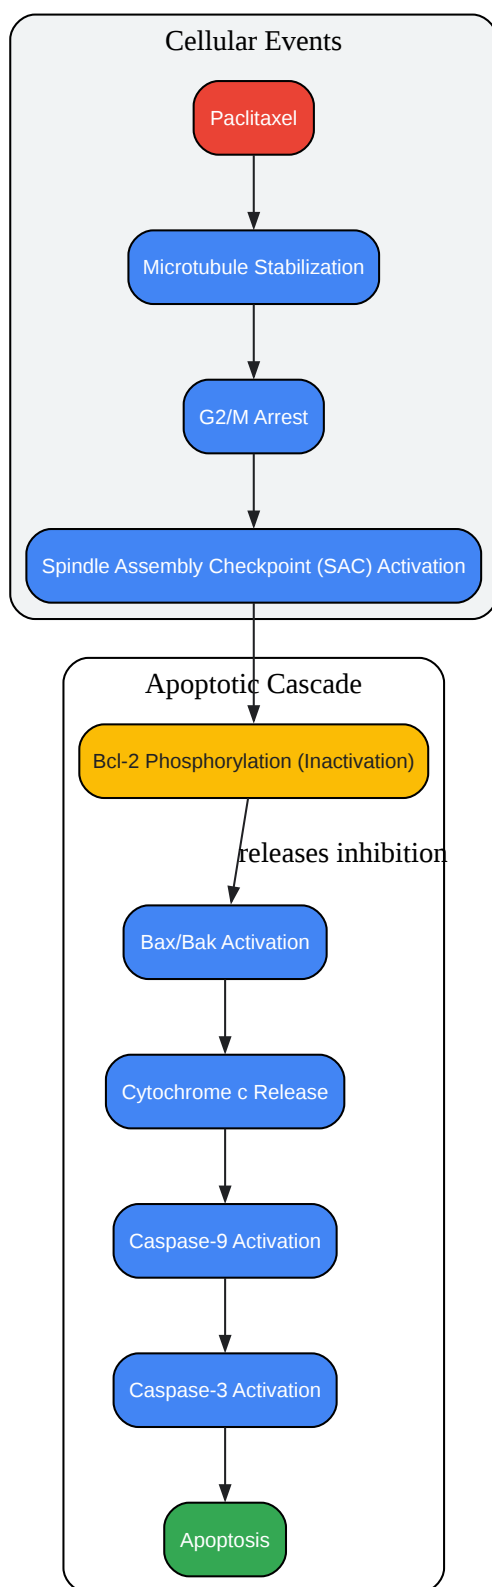 Cellular Events
Paclitaxel
Microtubule Stabilization
G2/M Arrest
Spindle Assembly Checkpoint (SAC) Activation
Apoptotic Cascade
Bcl-2 Phosphorylation (Inactivation)
releases inhibition
Bax/Bak Activation
Cytochrome c Release
Caspase-9 Activation
Caspase-3 Activation
Apoptosis